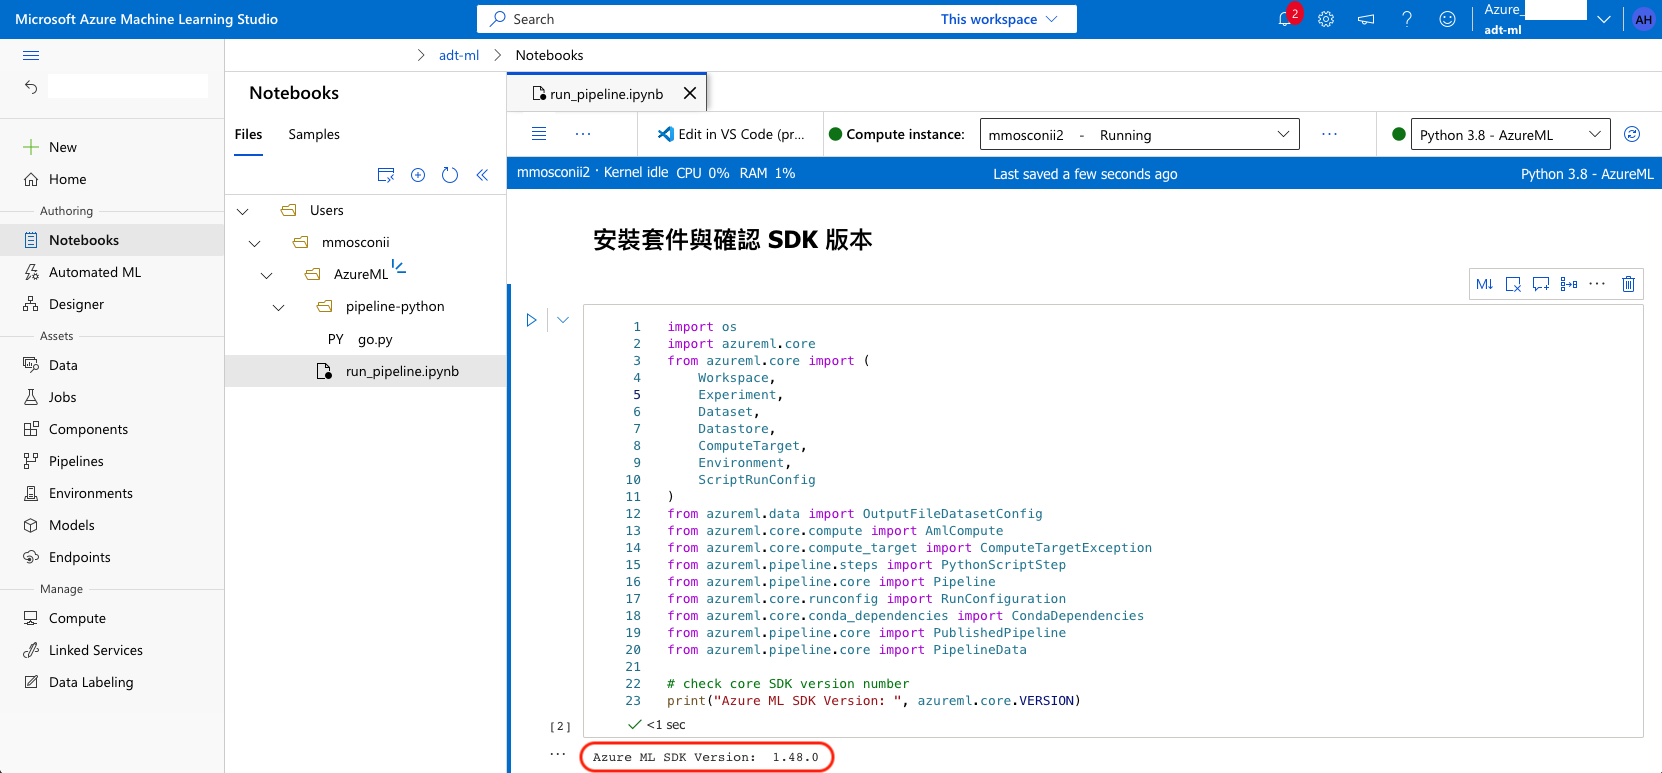 Microsoft Azure Machine Learning Studio
Search
This workspace
2
Azure_
adt-ml
AH
adt-ml
Notebooks
New
Home
Authoring
Notebooks
Automated ML
Designer
Assets
Data
Jobs
Components
Pipelines
Environments
Models
Endpoints
Manage
Compute
Linked Services
Data Labeling
Notebooks
Files
Samples
Users
mmosconii
AzureML
pipeline-python
PY go.py
run_pipeline.ipynb
run_pipeline.ipynb
Edit in VS Code (pr...
Compute instance:
mmosconii2 - Running
Python 3.8 - AzureML
mmosconii2 · Kernel idle CPU 0% RAM 1%
Last saved a few seconds ago
Python 3.8 - AzureML
安裝套件與確認 SDK 版本
M↓
1 import os
2 import azureml.core
3 from azureml.core import (
4 Workspace,
5 Experiment,
6 Dataset,
7 Datastore,
8 ComputeTarget,
9 Environment,
10 ScriptRunConfig
11 )
12 from azureml.data import OutputFileDatasetConfig
13 from azureml.core.compute import AmlCompute
14 from azureml.core.compute_target import ComputeTargetException
15 from azureml.pipeline.steps import PythonScriptStep
16 from azureml.pipeline.core import Pipeline
17 from azureml.core.runconfig import RunConfiguration
18 from azureml.core.conda_dependencies import CondaDependencies
19 from azureml.pipeline.core import PublishedPipeline
20 from azureml.pipeline.core import PipelineData
21
22 # check core SDK version number
23 print("Azure ML SDK Version: ", azureml.core.VERSION)
[2]
<1 sec
Azure ML SDK Version:  1.48.0